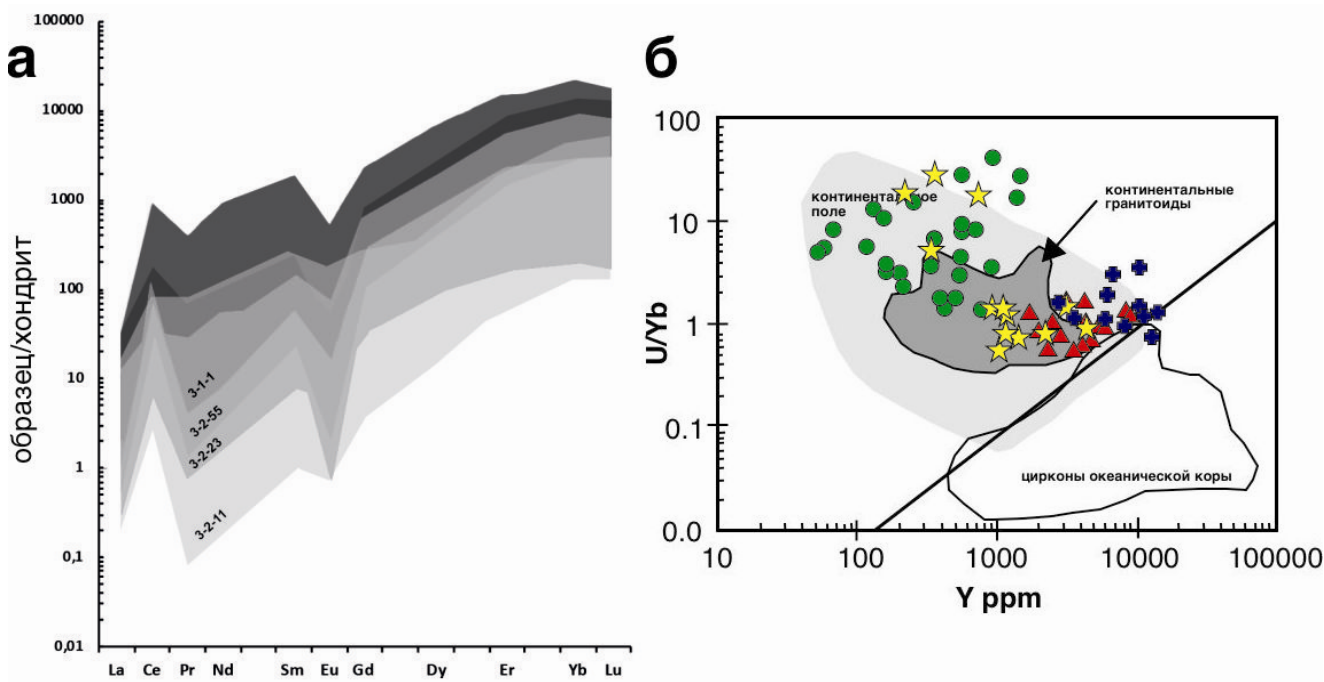 а
образец/хондрит
100000
10000
1000
100
10
1
0,1
0,01
La Ce Pr Nd Sm Eu Gd Dy Er Yb Lu
3-1-1
3-2-55
3-2-23
3-2-11
б
U/Yb
100
10
1
0.1
0.0
10 100 1000 10000 100000
Y ppm
континентальное
поле
континентальные
гранитоиды
цирконы океанической коры